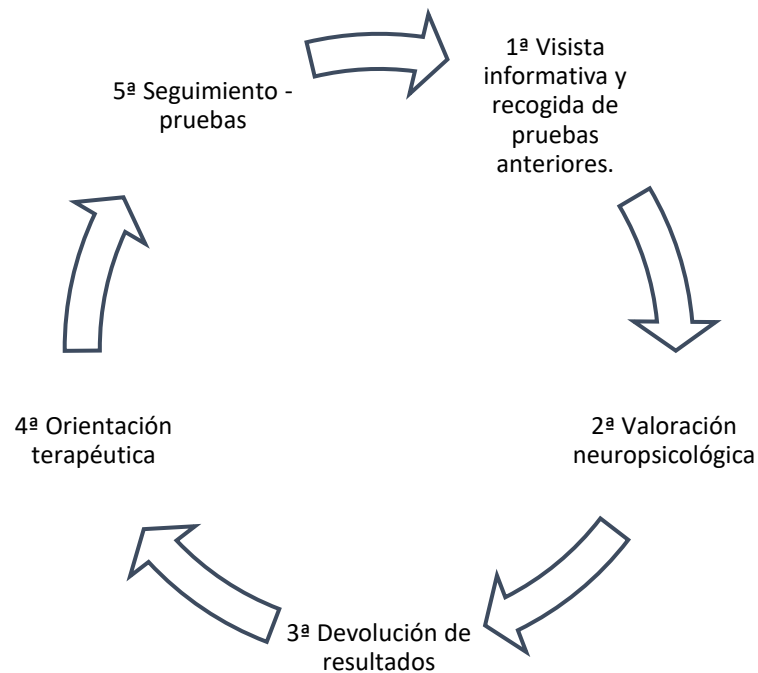 1ª Visista
informativa y
recogida de
pruebas
anteriores.
2ª Valoración
neuropsicológica
3ª Devolución de
resultados
4ª Orientación
terapéutica
5ª Seguimiento -
pruebas